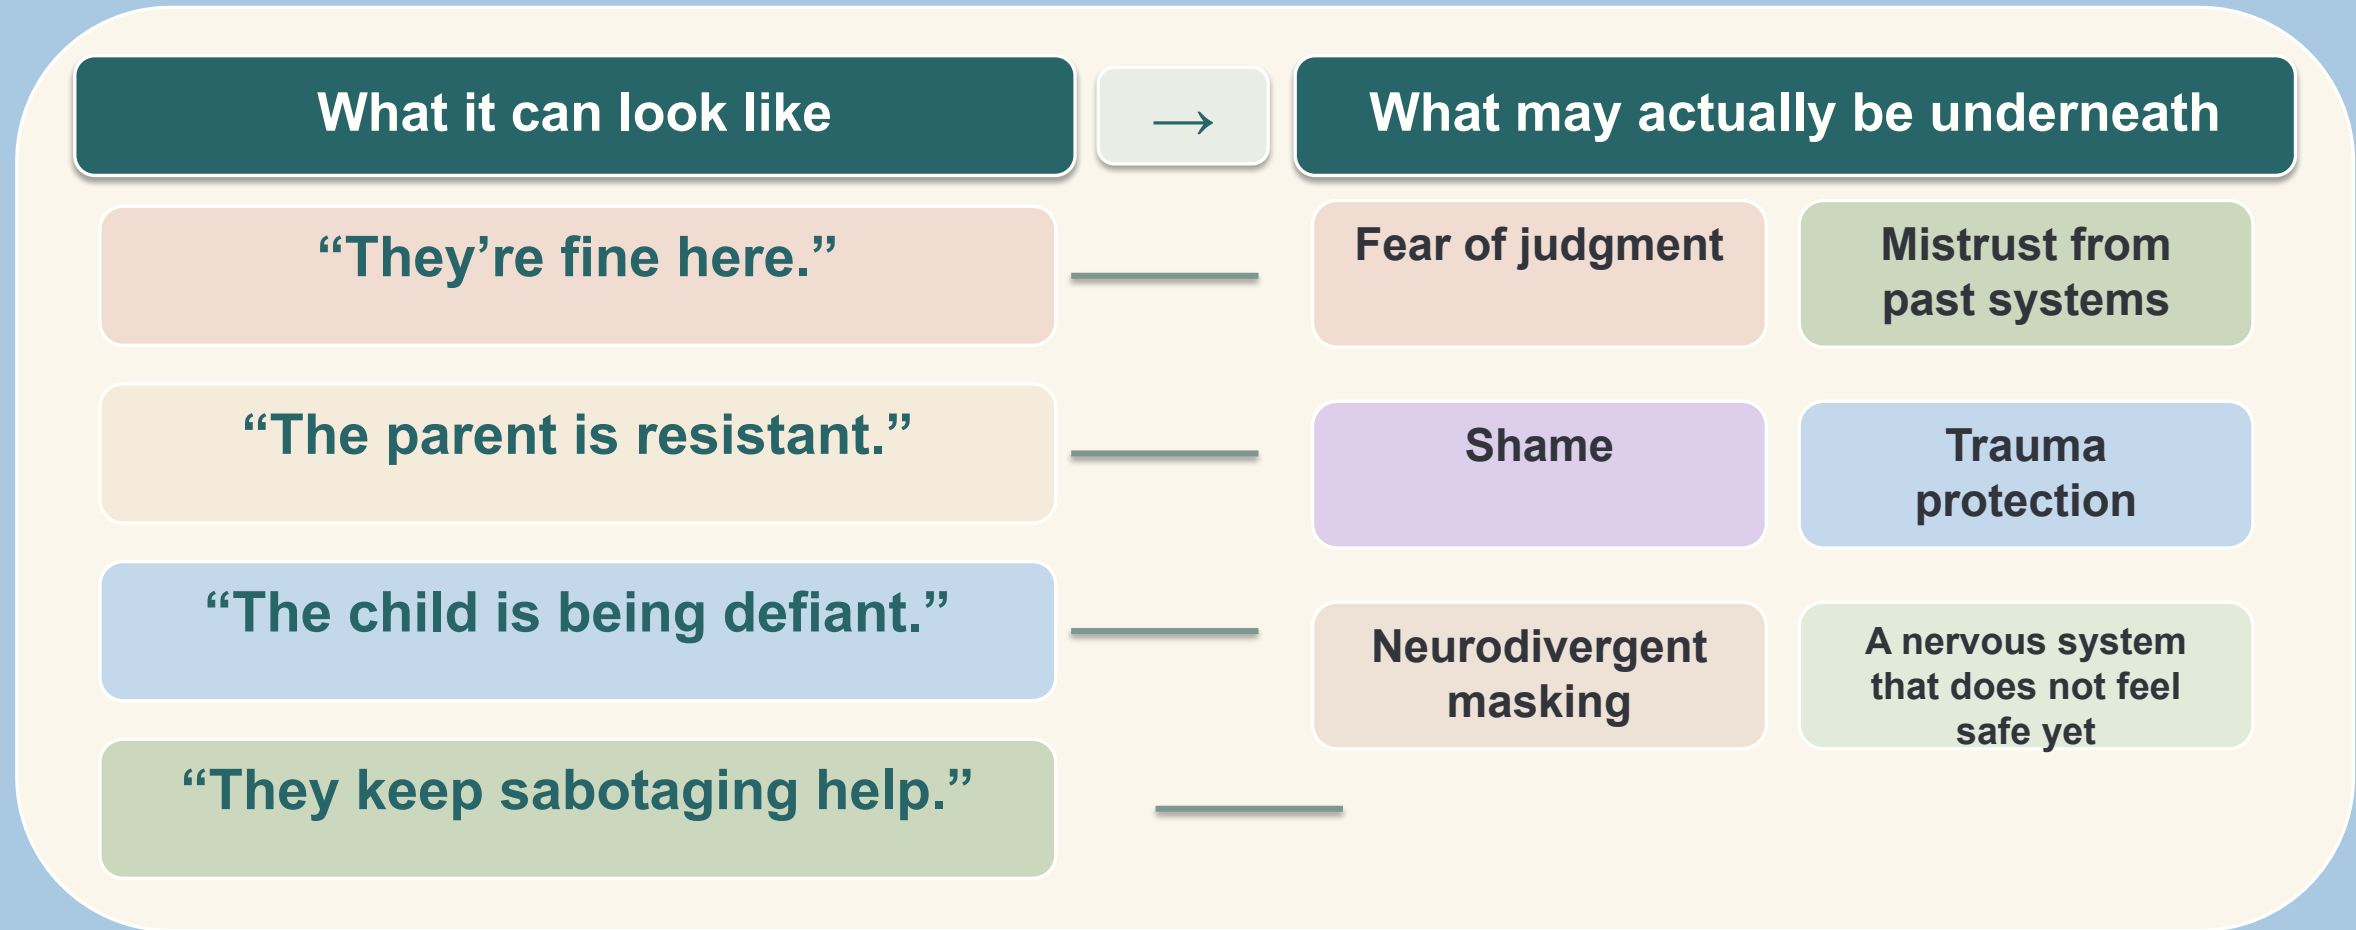 What it can look like
→
What may actually be underneath
“They’re fine here.”
“The parent is resistant.”
“The child is being defiant.”
“They keep sabotaging help.”
Fear of judgment
Mistrust from
past systems
Shame
Trauma
protection
Neurodivergent
masking
A nervous system
that does not feel
safe yet